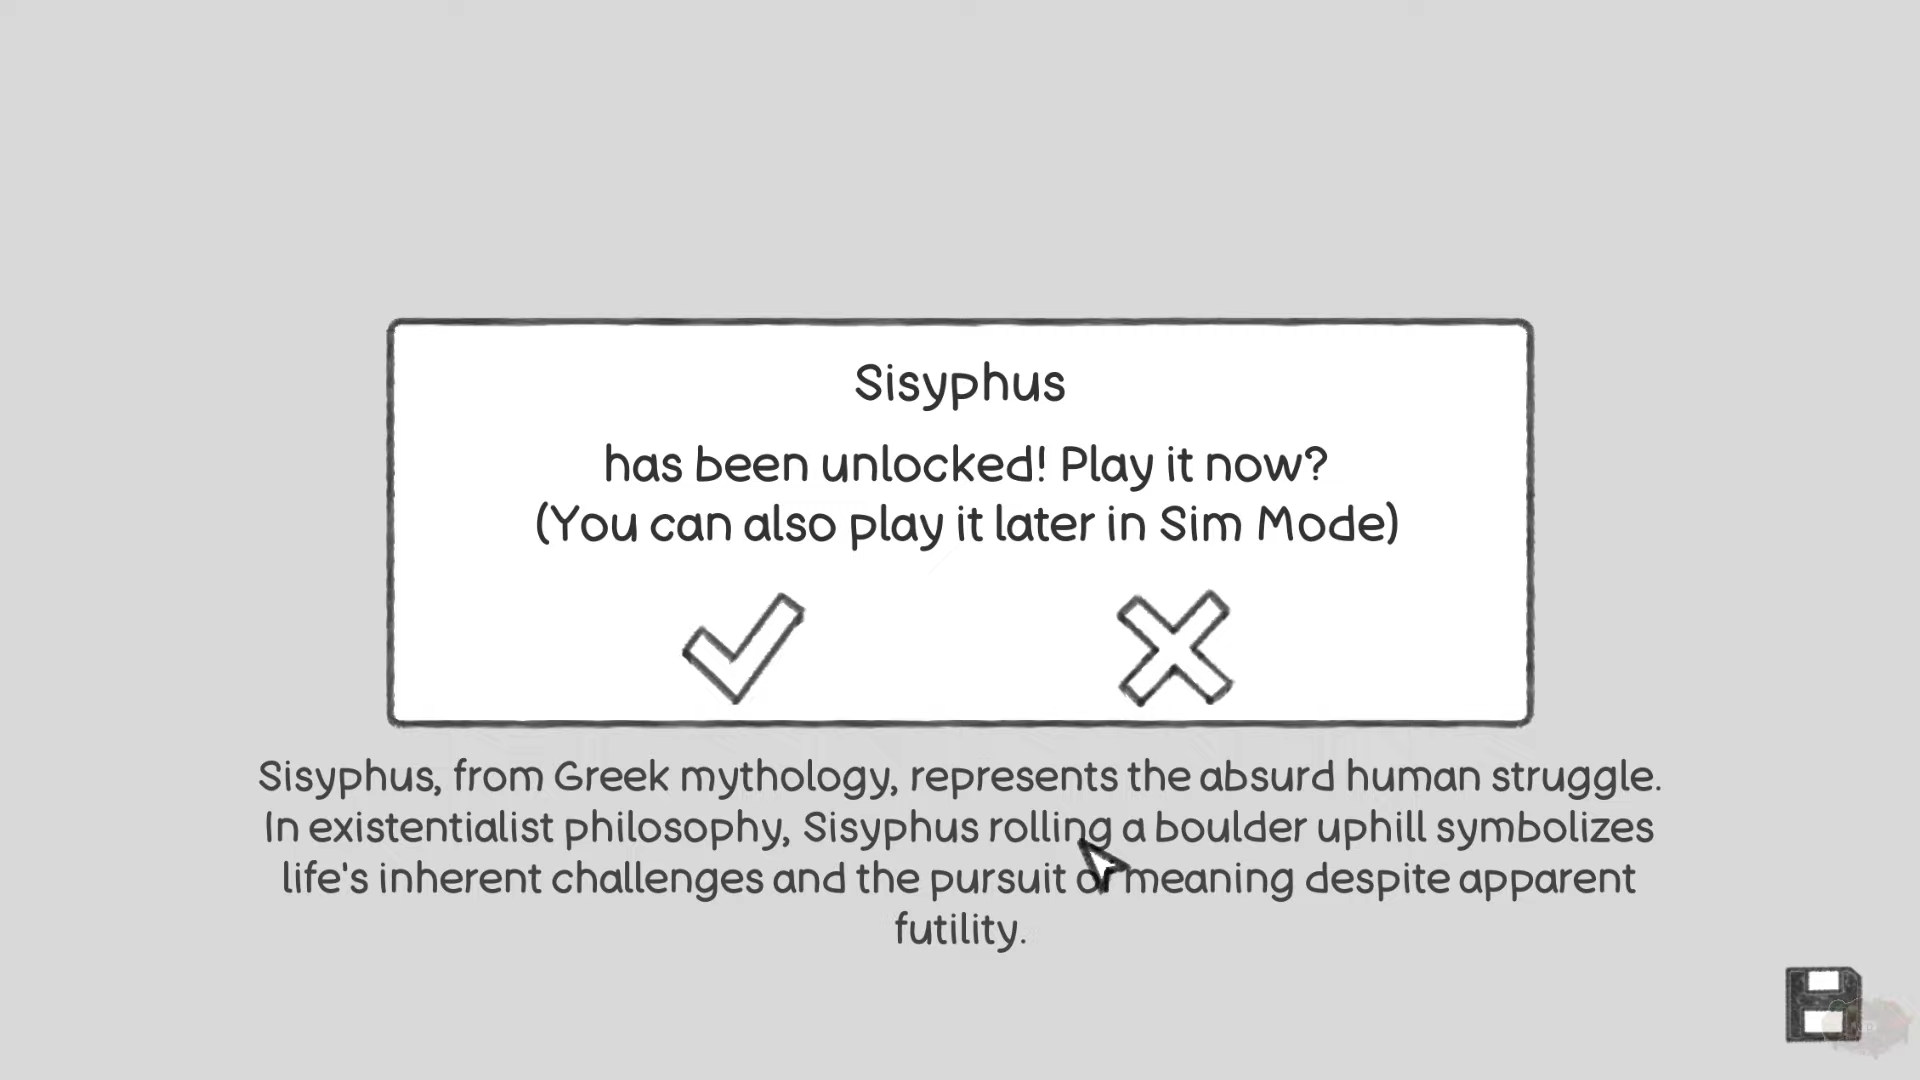 Sisyphus
has been unlocked! Play it now?
(You can also play it later in Sim Mode)
Sisyphus, from Greek mythology, represents the absurd human struggle.
In existentialist philosophy, Sisyphus rolling a boulder uphill symbolizes
life's inherent challenges and the pursuit of meaning despite apparent
futility.